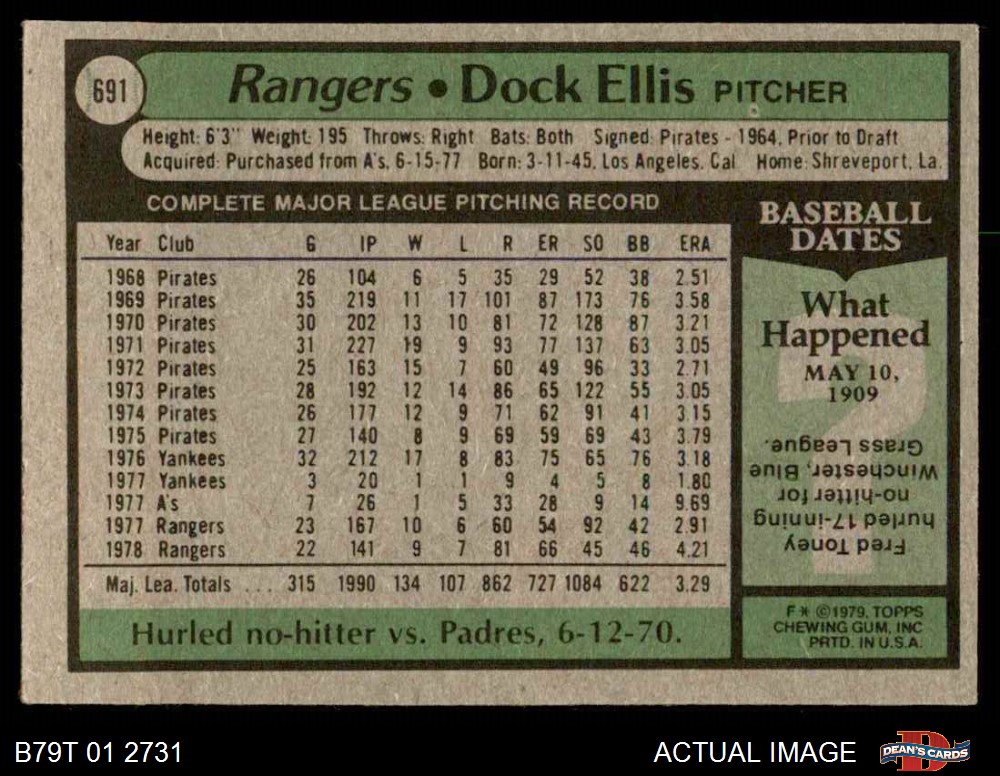 691
Rangers • Dock Ellis PITCHER
Height: 6'3" Weight: 195 Throws: Right Bats: Both Signed: Pirates - 1964, Prior to Draft
Acquired: Purchased from A's, 6-15-77 Born: 3-11-45, Los Angeles, Cal Home: Shreveport, La.
COMPLETE MAJOR LEAGUE PITCHING RECORD
Year Club G IP W L R ER SO BB ERA
1968 Pirates 26 104 6 5 35 29 52 38 2.51
1969 Pirates 35 219 11 17 101 87 173 76 3.58
1970 Pirates 30 202 13 10 81 72 128 87 3.21
1971 Pirates 31 227 19 9 93 77 137 63 3.05
1972 Pirates 25 163 15 7 60 49 96 33 2.71
1973 Pirates 28 192 12 14 86 65 122 55 3.05
1974 Pirates 26 177 12 9 71 62 91 41 3.15
1975 Pirates 27 140 8 9 69 59 69 43 3.79
1976 Yankees 32 212 17 8 83 75 65 76 3.18
1977 Yankees 3 20 1 1 9 4 5 8 1.80
1977 A's 7 26 1 5 33 28 9 14 9.69
1977 Rangers 23 167 10 6 60 54 92 42 2.91
1978 Rangers 22 141 9 7 81 66 45 46 4.21
Maj. Lea. Totals ... 315 1990 134 107 862 727 1084 622 3.29
Hurled no-hitter vs. Padres, 6-12-70.
BASEBALL
DATES
What
Happened
MAY 10,
1909
Fred Toney
hurled 17-inning
no-hitter for
Winchester, Blue
Grass League.
F * ©1979, TOPPS
CHEWING GUM, INC
PRTD. IN U.S.A.
B79T 01 2731
ACTUAL IMAGE
DEAN'S CARDS